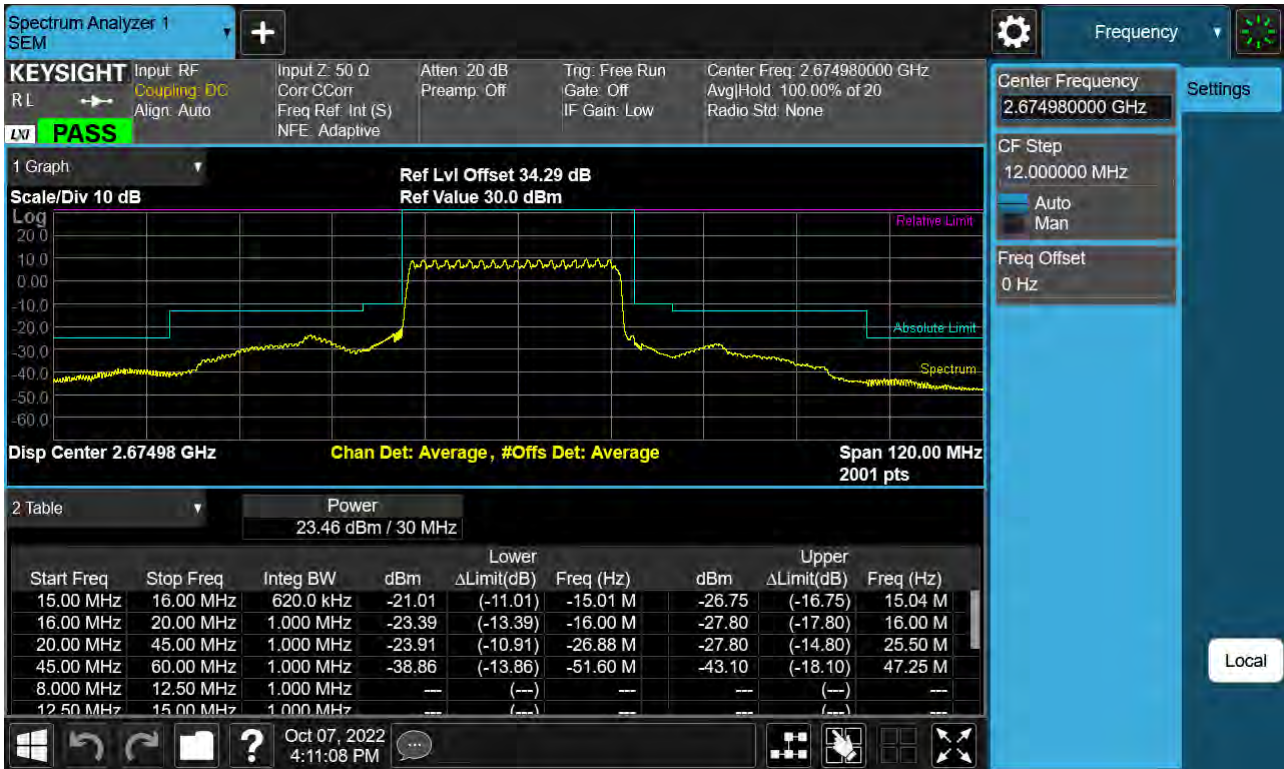 Spectrum Analyzer 1
SEM
+
Frequency
KEYSIGHT
RL
LXI
PASS
Input: RF
Coupling: DC
Align: Auto
Input Z: 50 Ω
Corr CCorr
Freq Ref: Int (S)
NFE: Adaptive
Atten: 20 dB
Preamp: Off
Trig: Free Run
Gate: Off
IF Gain: Low
Center Freq: 2.674980000 GHz
Avg|Hold: 100.00% of 20
Radio Std: None
Center Frequency
2.674980000 GHz
Settings
CF Step
12.000000 MHz
Auto
Man
Freq Offset
0 Hz
1 Graph
Scale/Div 10 dB
Ref Lvl Offset 34.29 dB
Ref Value 30.0 dBm
Log
20.0
10.0
0.00
-10.0
-20.0
-30.0
-40.0
-50.0
-60.0
Relative Limit
Absolute Limit
Spectrum
Disp Center 2.67498 GHz
Chan Det: Average, #Offs Det: Average
Span 120.00 MHz
2001 pts
2 Table
Power
23.46 dBm / 30 MHz
Lower Upper
Start Freq Stop Freq Integ BW dBm ΔLimit(dB) Freq (Hz) dBm ΔLimit(dB) Freq (Hz)
15.00 MHz 16.00 MHz 620.0 kHz -21.01 (-11.01) -15.01 M -26.75 (-16.75) 15.04 M
16.00 MHz 20.00 MHz 1.000 MHz -23.39 (-13.39) -16.00 M -27.80 (-17.80) 16.00 M
20.00 MHz 45.00 MHz 1.000 MHz -23.91 (-10.91) -26.88 M -27.80 (-14.80) 25.50 M
45.00 MHz 60.00 MHz 1.000 MHz -38.86 (-13.86) -51.60 M -43.10 (-18.10) 47.25 M
8.000 MHz 12.50 MHz 1.000 MHz --- (---) --- --- (---) ---
12.50 MHz 15.00 MHz 1.000 MHz --- (---) --- --- (---) ---
Local
?
Oct 07, 2022
4:11:08 PM